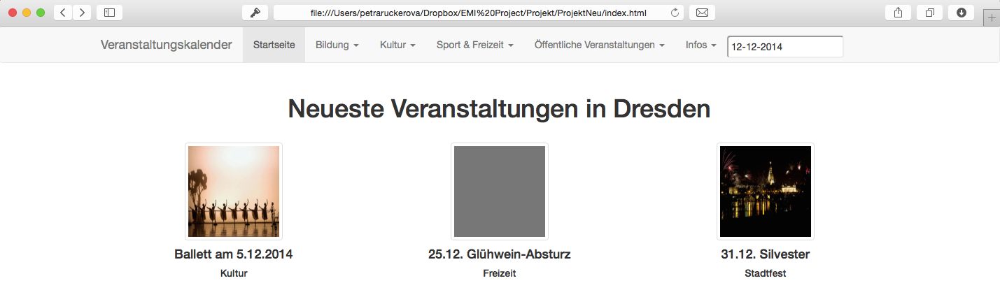 file:///Users/petraruckerova/Dropbox/EMI%20Project/Projekt/ProjektNeu/index.html
Veranstaltungskalender Startseite Bildung Kultur Sport & Freizeit Öffentliche Veranstaltungen Infos 12-12-2014
Neueste Veranstaltungen in Dresden
Ballett am 5.12.2014 25.12. Glühwein-Absturz 31.12. Silvester
Kultur Freizeit Stadtfest